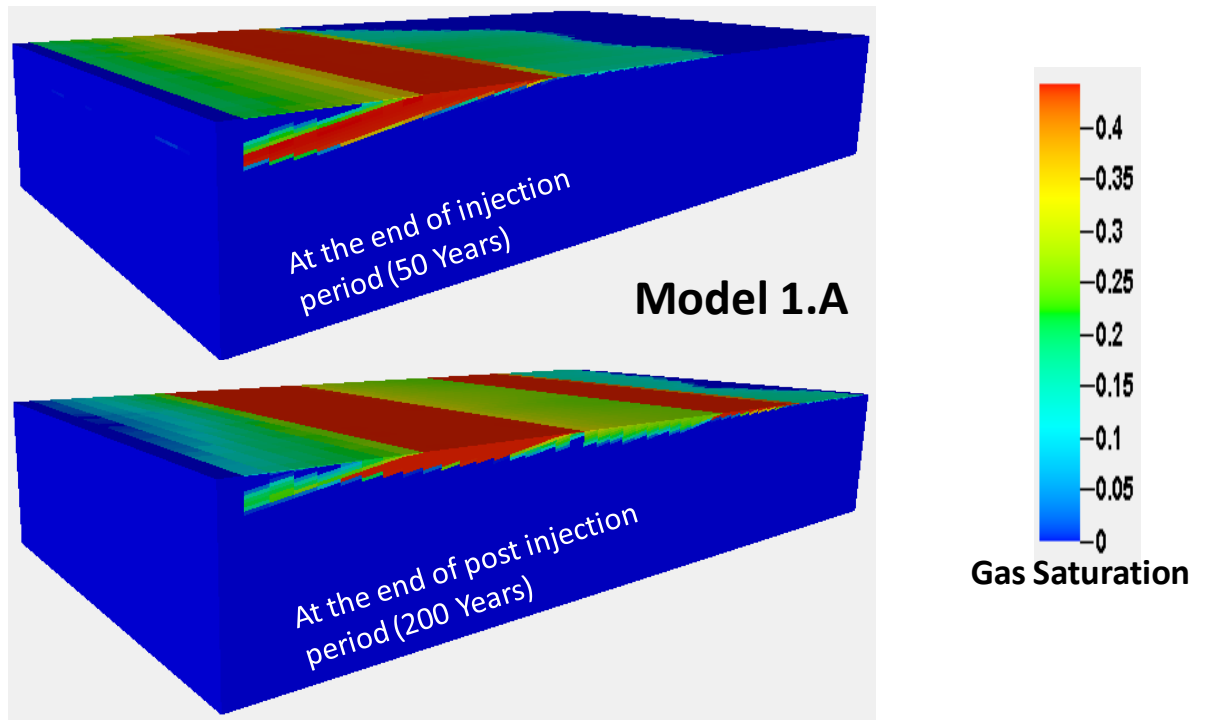 At the end of injection
period (50 Years)
Model 1.A
At the end of post injection
period (200 Years)
0.4
0.35
0.3
0.25
0.2
0.15
0.1
0.05
0
Gas Saturation